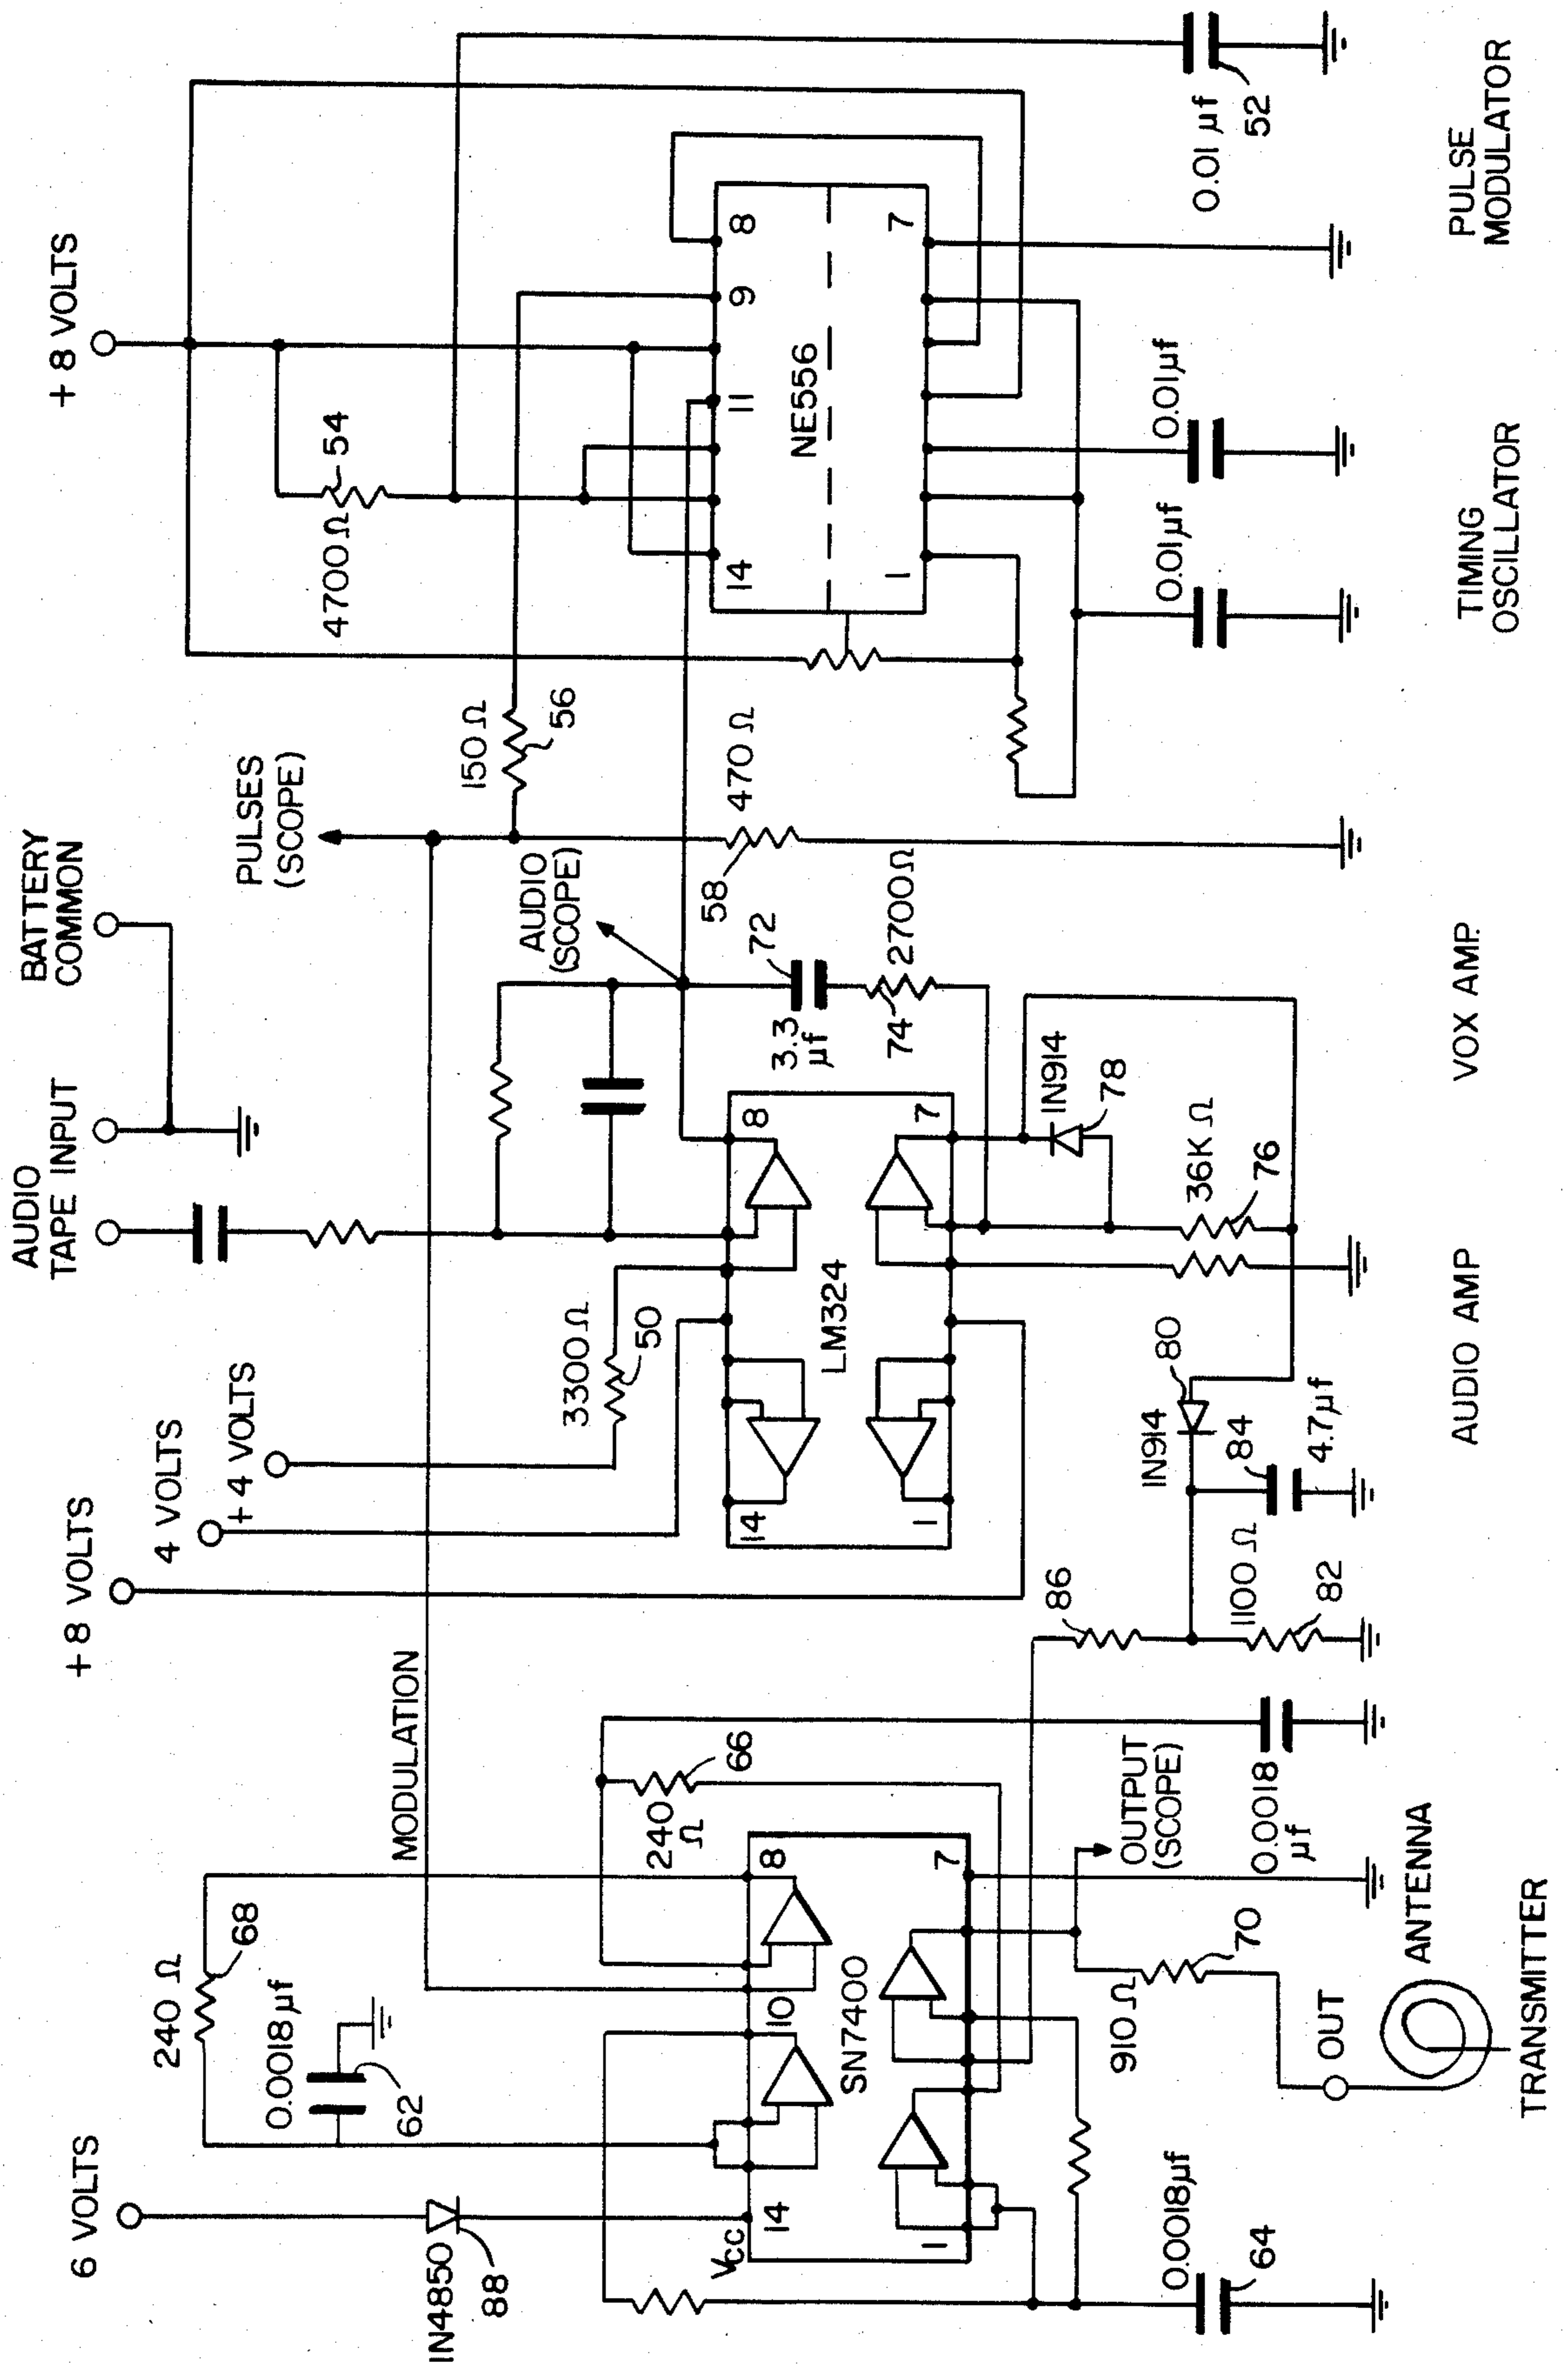 + 8 VOLTS
4700 Ω
54
14
11
9
8
NE556
1
7
0.01 µf
52
0.01µf
0.01µf
TIMING
OSCILLATOR
PULSE
MODULATOR
BATTERY
COMMON
PULSES
(SCOPE)
150 Ω
56
AUDIO
(SCOPE)
58
470 Ω
72
3.3
µf
74
2700Ω
AUDIO
TAPE INPUT
+ 8 VOLTS
4 VOLTS
+ 4 VOLTS
3300Ω
50
14
8
LM324
1
7
IN914
78
36K Ω
76
80
IN914
84
4.7µf
86
1100 Ω
82
AUDIO AMP
VOX AMP.
MODULATION
6 VOLTS
240 Ω
68
0.0018µf
62
IN4850
88
VCC
14
10
8
SN7400
1
7
240
Ω
66
OUTPUT
(SCOPE)
0.0018
µf
910 Ω
70
0.0018µf
64
OUT
ANTENNA
TRANSMITTER